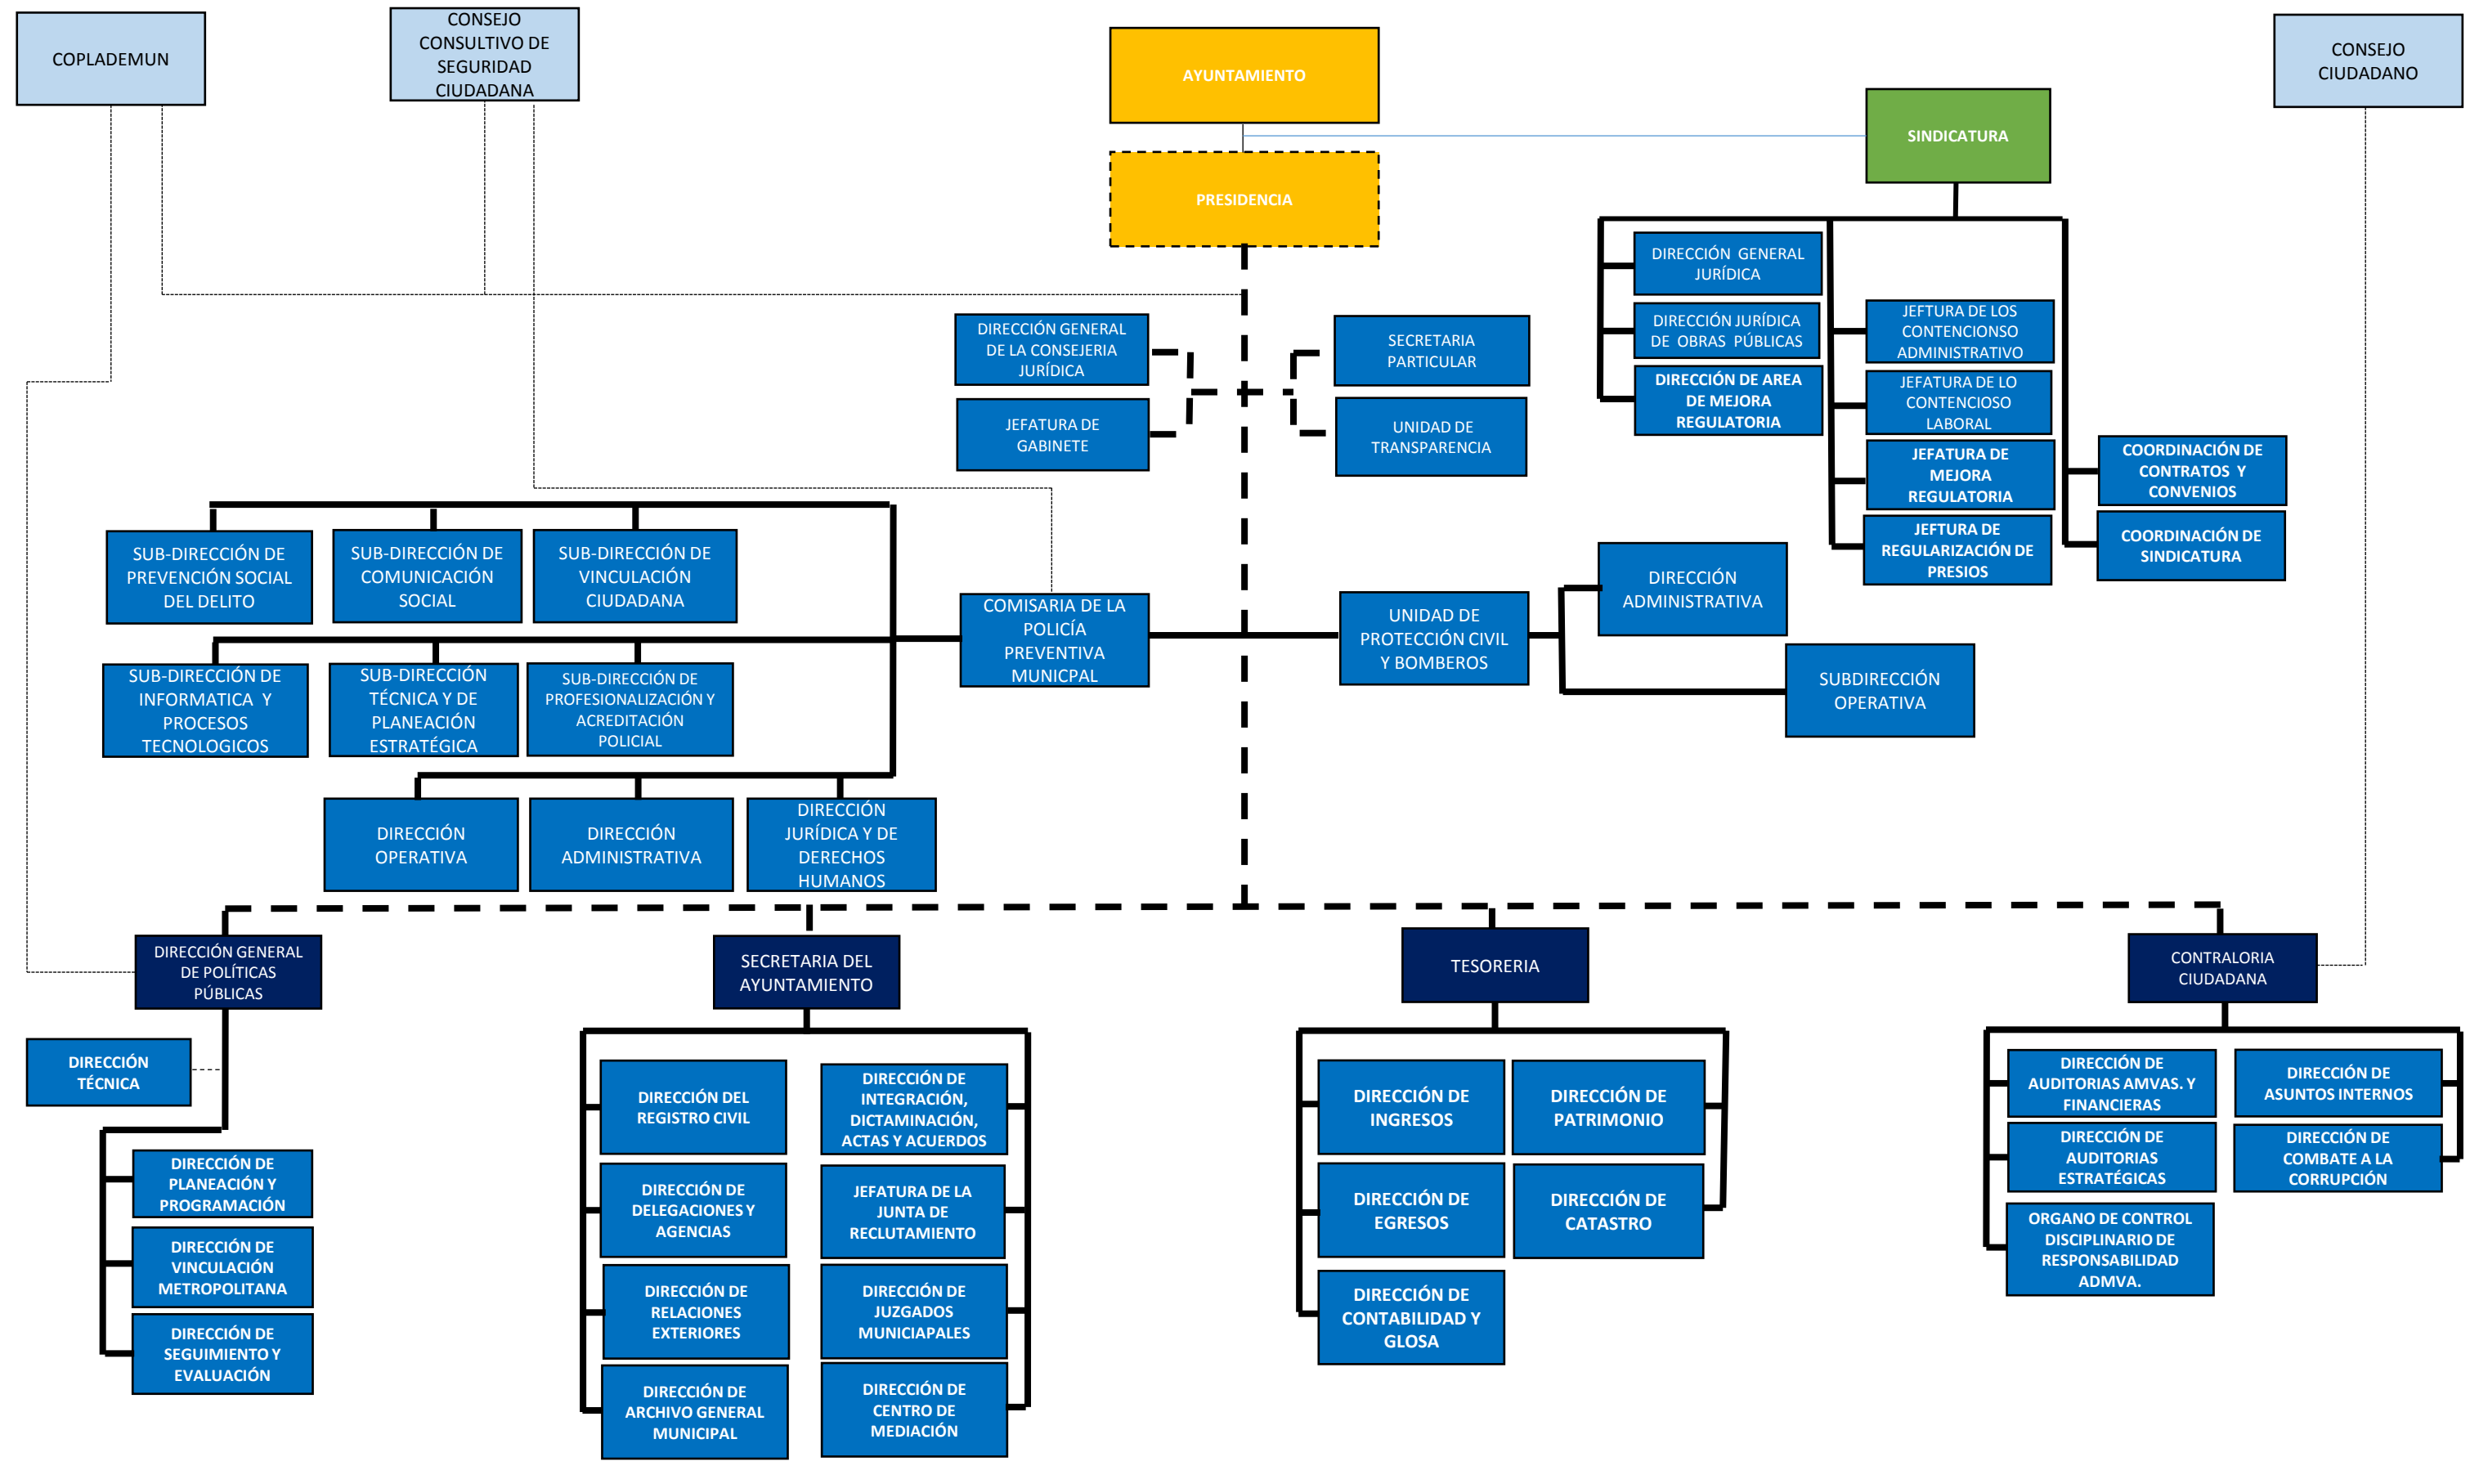 COPLADEMUN
CONSEJO
CONSULTIVO DE
SEGURIDAD
CIUDADANA
AYUNTAMIENTO
CONSEJO
CIUDADANO
SINDICATURA
PRESIDENCIA
DIRECCIÓN GENERAL
JURÍDICA
DIRECCIÓN JURÍDICA
DE OBRAS PÚBLICAS
DIRECCIÓN DE AREA
DE MEJORA
REGULATORIA
JEFTURA DE LOS
CONTENCIONSO
ADMINISTRATIVO
JEFATURA DE LO
CONTENCIOSO
LABORAL
JEFATURA DE
MEJORA
REGULATORIA
JEFTURA DE
REGULARIZACIÓN DE
PRESIOS
COORDINACIÓN DE
CONTRATOS Y
CONVENIOS
COORDINACIÓN DE
SINDICATURA
DIRECCIÓN GENERAL
DE LA CONSEJERIA
JURÍDICA
SECRETARIA
PARTICULAR
JEFATURA DE
GABINETE
UNIDAD DE
TRANSPARENCIA
SUB-DIRECCIÓN DE
PREVENCIÓN SOCIAL
DEL DELITO
SUB-DIRECCIÓN DE
COMUNICACIÓN
SOCIAL
SUB-DIRECCIÓN DE
VINCULACIÓN
CIUDADANA
COMISARIA DE LA
POLICÍA
PREVENTIVA
MUNICPAL
UNIDAD DE
PROTECCIÓN CIVIL
Y BOMBEROS
DIRECCIÓN
ADMINISTRATIVA
SUBDIRECCIÓN
OPERATIVA
SUB-DIRECCIÓN DE
INFORMATICA Y
PROCESOS
TECNOLOGICOS
SUB-DIRECCIÓN
TÉCNICA Y DE
PLANEACIÓN
ESTRATÉGICA
SUB-DIRECCIÓN DE
PROFESIONALIZACIÓN Y
ACREDITACIÓN
POLICIAL
DIRECCIÓN
OPERATIVA
DIRECCIÓN
ADMINISTRATIVA
DIRECCIÓN
JURÍDICA Y DE
DERECHOS
HUMANOS
DIRECCIÓN GENERAL
DE POLÍTICAS
PÚBLICAS
SECRETARIA DEL
AYUNTAMIENTO
TESORERIA
CONTRALORIA
CIUDADANA
DIRECCIÓN
TÉCNICA
DIRECCIÓN DE
PLANEACIÓN Y
PROGRAMACIÓN
DIRECCIÓN DE
VINCULACIÓN
METROPOLITANA
DIRECCIÓN DE
SEGUIMIENTO Y
EVALUACIÓN
DIRECCIÓN DEL
REGISTRO CIVIL
DIRECCIÓN DE
DELEGACIONES Y
AGENCIAS
DIRECCIÓN DE
RELACIONES
EXTERIORES
DIRECCIÓN DE
ARCHIVO GENERAL
MUNICIPAL
DIRECCIÓN DE
INTEGRACIÓN,
DICTAMINACIÓN,
ACTAS Y ACUERDOS
JEFATURA DE LA
JUNTA DE
RECLUTAMIENTO
DIRECCIÓN DE
JUZGADOS
MUNICIAPALES
DIRECCIÓN DE
CENTRO DE
MEDIACIÓN
DIRECCIÓN DE
INGRESOS
DIRECCIÓN DE
EGRESOS
DIRECCIÓN DE
CONTABILIDAD Y
GLOSA
DIRECCIÓN DE
PATRIMONIO
DIRECCIÓN DE
CATASTRO
DIRECCIÓN DE
AUDITORIAS AMVAS. Y
FINANCIERAS
DIRECCIÓN DE
AUDITORIAS
ESTRATÉGICAS
ORGANO DE CONTROL
DISCIPLINARIO DE
RESPONSABILIDAD
ADMVA.
DIRECCIÓN DE
ASUNTOS INTERNOS
DIRECCIÓN DE
COMBATE A LA
CORRUPCIÓN